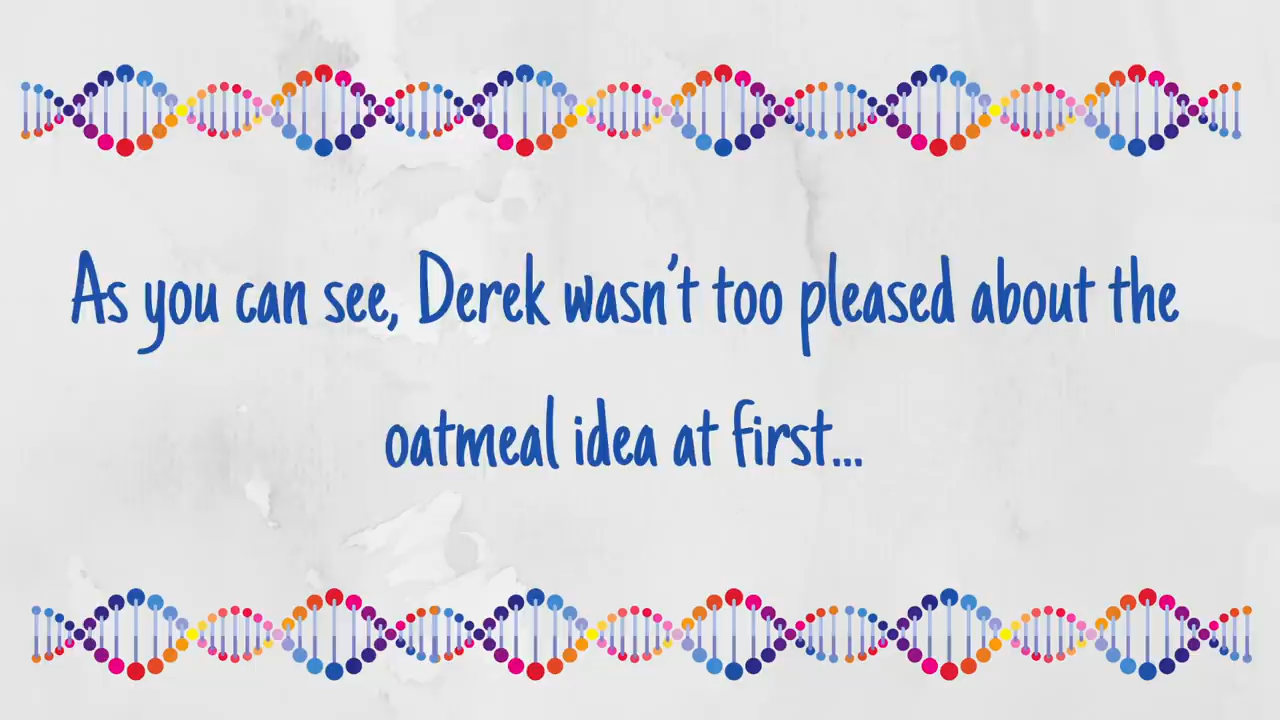 As you can see, Derek wasn't too pleased about the
oatmeal idea at first...